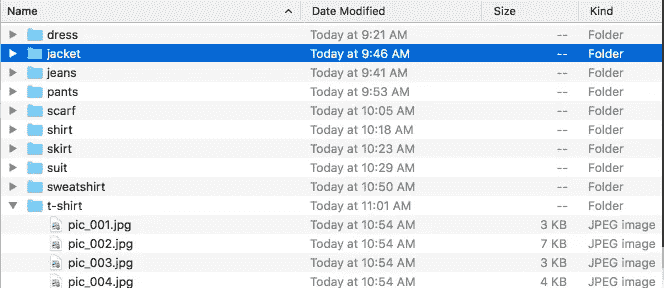 Name Date Modified Size Kind
dress Today at 9:21 AM -- Folder
jacket Today at 9:46 AM -- Folder
jeans Today at 9:41 AM -- Folder
pants Today at 9:53 AM -- Folder
scarf Today at 10:05 AM -- Folder
shirt Today at 10:18 AM -- Folder
skirt Today at 10:23 AM -- Folder
suit Today at 10:29 AM -- Folder
sweatshirt Today at 10:50 AM -- Folder
t-shirt Today at 11:01 AM -- Folder
pic_001.jpg Today at 10:54 AM 3 KB JPEG image
pic_002.jpg Today at 10:54 AM 7 KB JPEG image
pic_003.jpg Today at 10:54 AM 3 KB JPEG image
pic_004.jpg Today at 10:54 AM 4 KB JPEG image